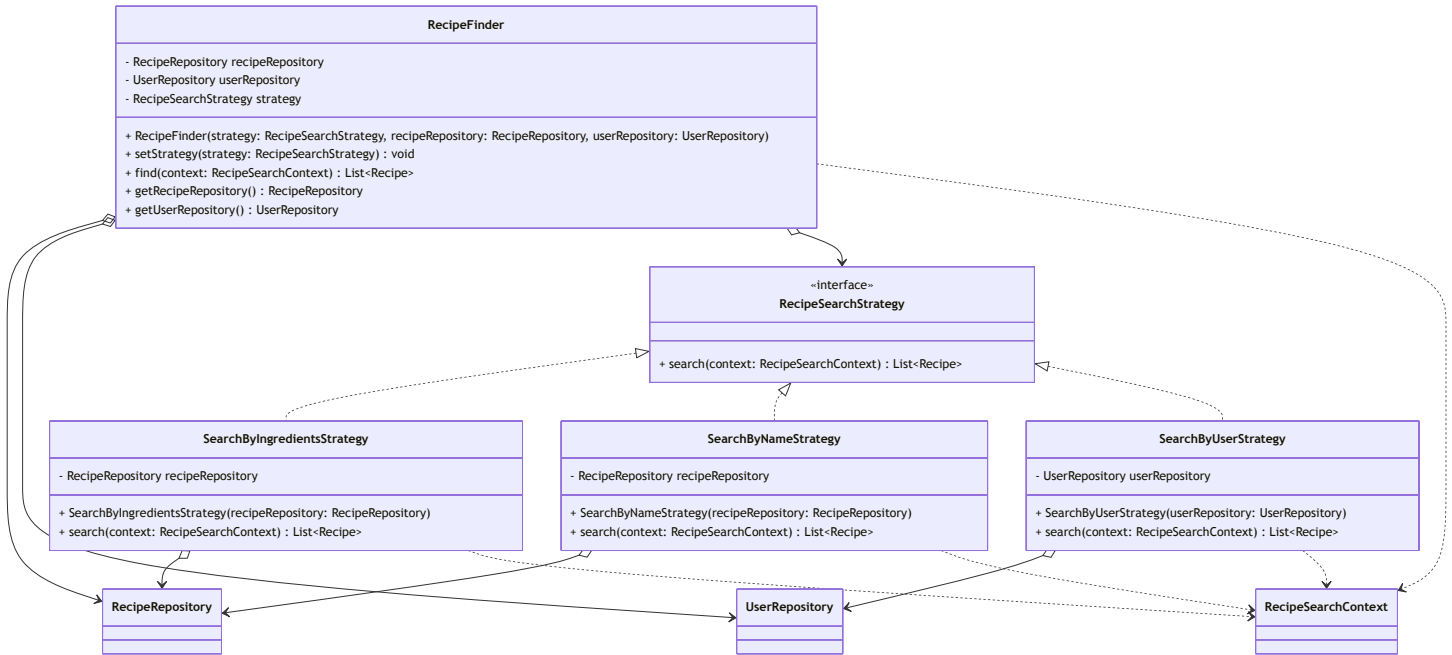 RecipeFinder
- RecipeRepository recipeRepository
- UserRepository userRepository
- RecipeSearchStrategy strategy
+ RecipeFinder(strategy: RecipeSearchStrategy, recipeRepository: RecipeRepository, userRepository: UserRepository)
+ setStrategy(strategy: RecipeSearchStrategy) : void
+ find(context: RecipeSearchContext) : List<Recipe>
+ getRecipeRepository() : RecipeRepository
+ getUserRepository() : UserRepository
«interface»
RecipeSearchStrategy
+ search(context: RecipeSearchContext) : List<Recipe>
SearchByIngredientsStrategy
- RecipeRepository recipeRepository
+ SearchByIngredientsStrategy(recipeRepository: RecipeRepository)
+ search(context: RecipeSearchContext) : List<Recipe>
SearchByNameStrategy
- RecipeRepository recipeRepository
+ SearchByNameStrategy(recipeRepository: RecipeRepository)
+ search(context: RecipeSearchContext) : List<Recipe>
SearchByUserStrategy
- UserRepository userRepository
+ SearchByUserStrategy(userRepository: UserRepository)
+ search(context: RecipeSearchContext) : List<Recipe>
RecipeRepository
UserRepository
RecipeSearchContext